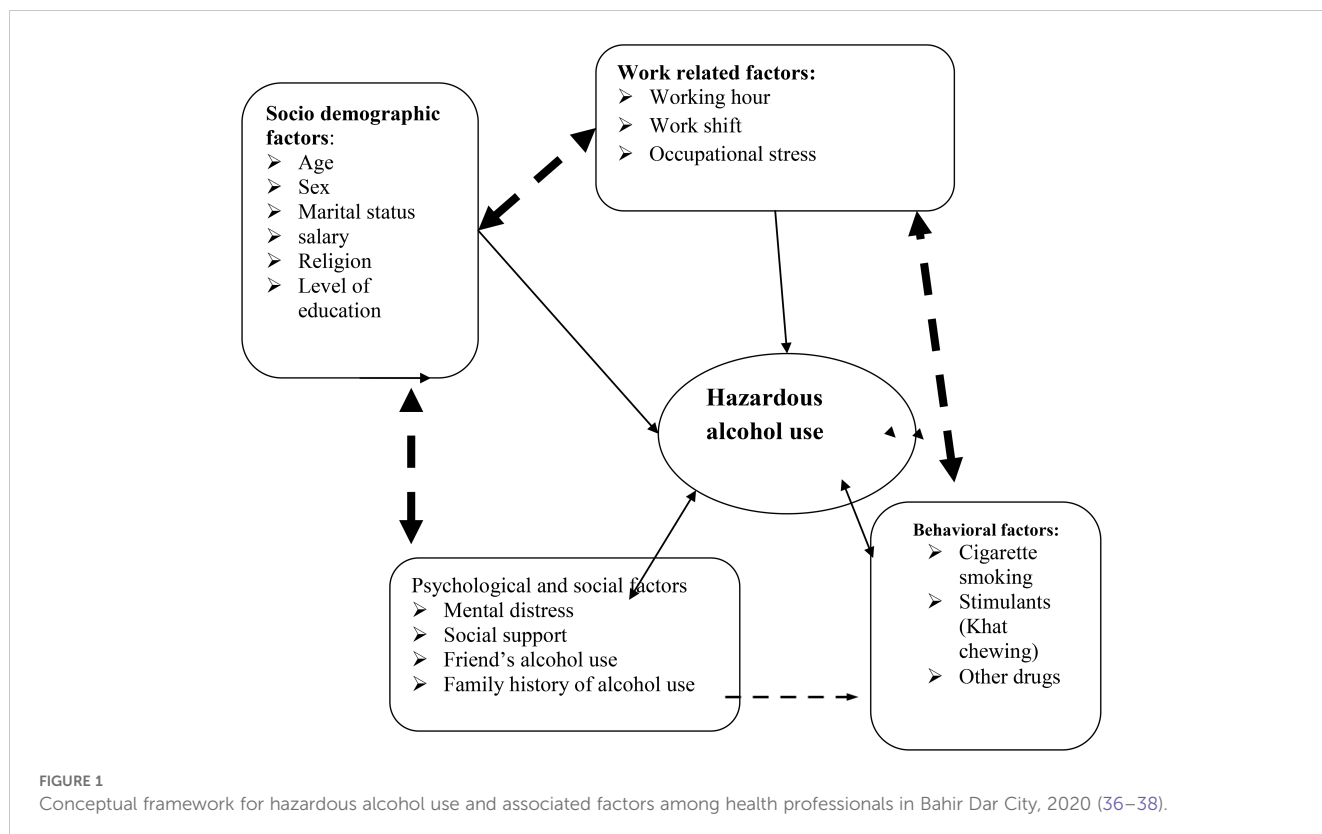 Socio demographic
factors:
➢ Age
➢ Sex
➢ Marital status
➢ salary
➢ Religion
➢ Level of
education
Work related factors:
➢ Working hour
➢ Work shift
➢ Occupational stress
Hazardous
alcohol use
Psychological and social factors
➢ Mental distress
➢ Social support
➢ Friend’s alcohol use
➢ Family history of alcohol use
Behavioral factors:
➢ Cigarette
smoking
➢ Stimulants
(Khat
chewing)
➢ Other drugs
FIGURE 1
Conceptual framework for hazardous alcohol use and associated factors among health professionals in Bahir Dar City, 2020 (36–38).